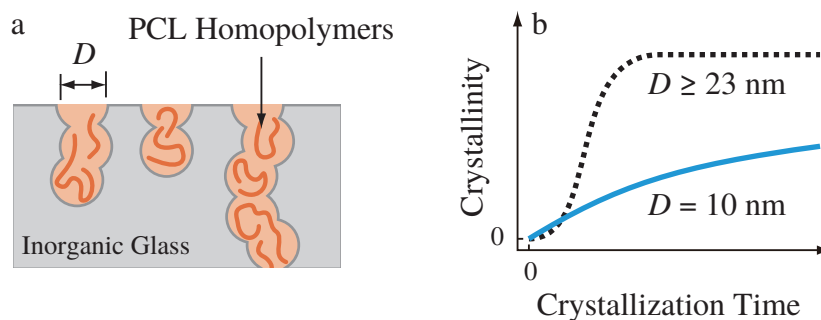 a
PCL Homopolymers
D
Inorganic Glass
b
Crystallinity
D ≥ 23 nm
D = 10 nm
0
0
Crystallization Time